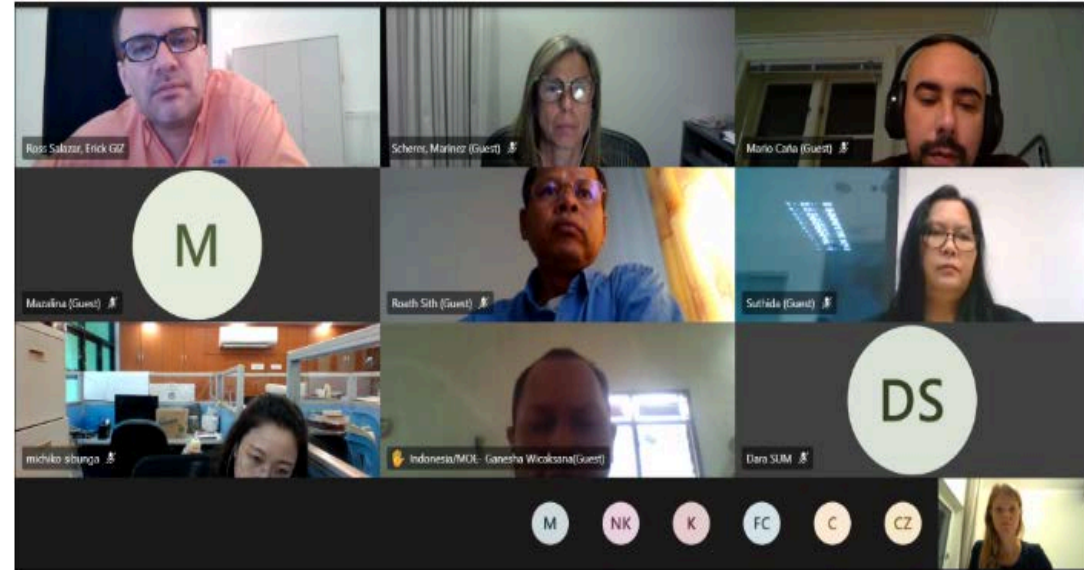 Ross Salazar, Erick GIZ
Scherer, Marinez (Guest)
Mario Caña (Guest)
M
Mazalina (Guest)
Roath Sith (Guest)
Suthida (Guest)
michiko sibunga
Indonesia/MOE- Ganesha Wicaksana(Guest)
DS
Dara SUM
M
NK
K
FC
C
CZ